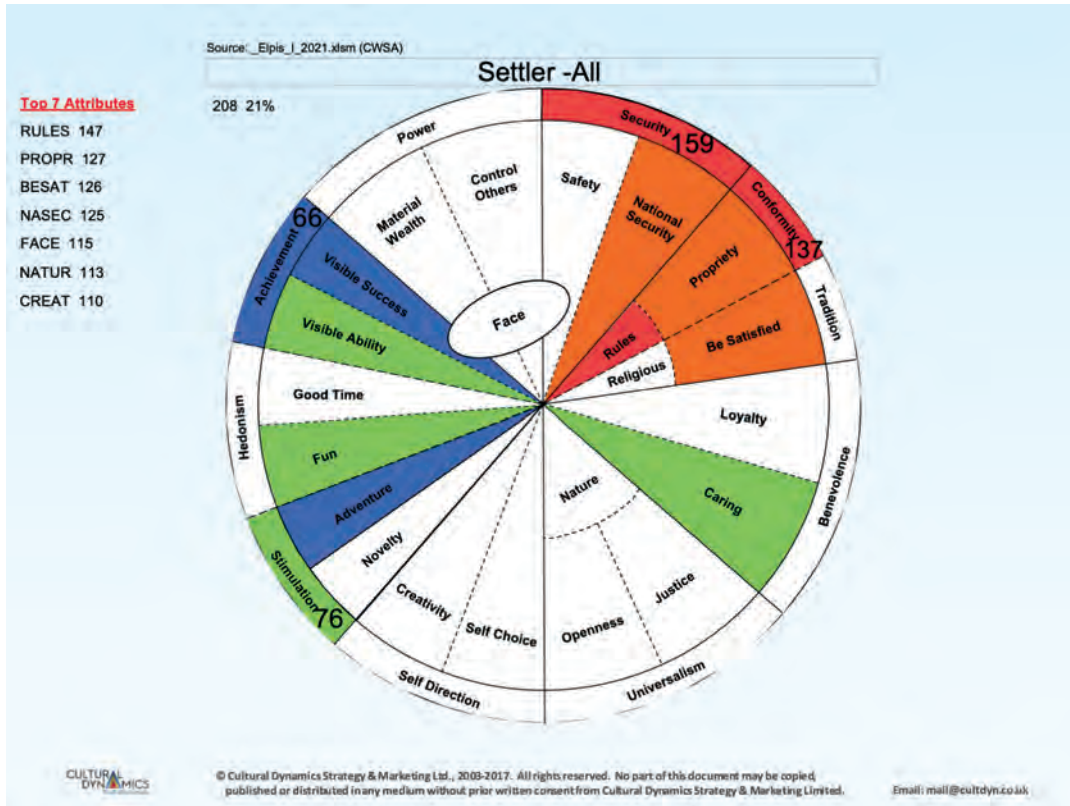 Source:_Elpis_I_2021.xlsm (CWSA)
Settler -All
Top 7 Attributes
RULES 147
PROPR 127
BESAT 126
NASEC 125
FACE 115
NATUR 113
CREAT 110
208 21%
Power
Security
159
Conformity
137
Tradition
Benevolence
Universalism
Self Direction
Stimulation
76
Hedonism
Achievement
66
Control
Others
Safety
National
Security
Propriety
Be Satisfied
Rules
Religious
Loyalty
Caring
Nature
Justice
Openness
Self Choice
Creativity
Novelty
Adventure
Fun
Good Time
Visible Ability
Visible Success
Material
Wealth
Face
CULTURAL
DYNAMICS
© Cultural Dynamics Strategy & Marketing Ltd., 2003-2017. All rights reserved. No part of this document may be copied,
published or distributed in any medium without prior written consent from Cultural Dynamics Strategy & Marketing Limited.
Email: mail@cultdyn.co.uk